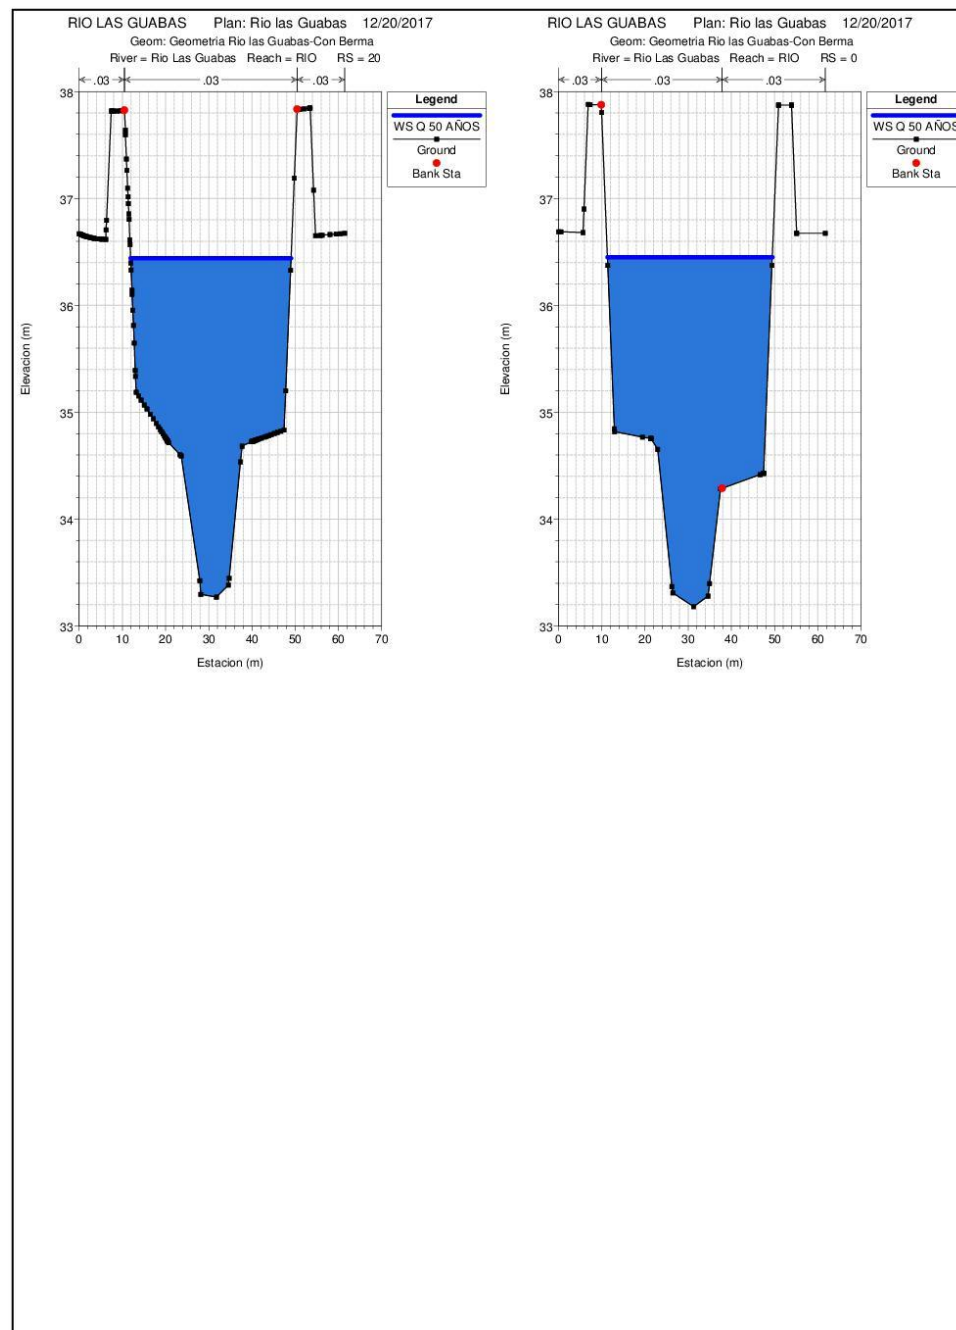 RIO LAS GUABAS Plan: Rio las Guabas 12/20/2017
Geom: Geometria Rio las Guabas-Con Berma
River = Rio Las Guabas Reach = RIO RS = 20
.03 .03 .03
Legend
WS Q 50 AÑOS
Ground
Bank Sta
38
37
36
35
34
33
Elevacion (m)
0 10 20 30 40 50 60 70
Estacion (m)
RIO LAS GUABAS Plan: Rio las Guabas 12/20/2017
Geom: Geometria Rio las Guabas-Con Berma
River = Rio Las Guabas Reach = RIO RS = 0
.03 .03 .03
Legend
WS Q 50 AÑOS
Ground
Bank Sta
38
37
36
35
34
33
Elevacion (m)
0 10 20 30 40 50 60 70
Estacion (m)